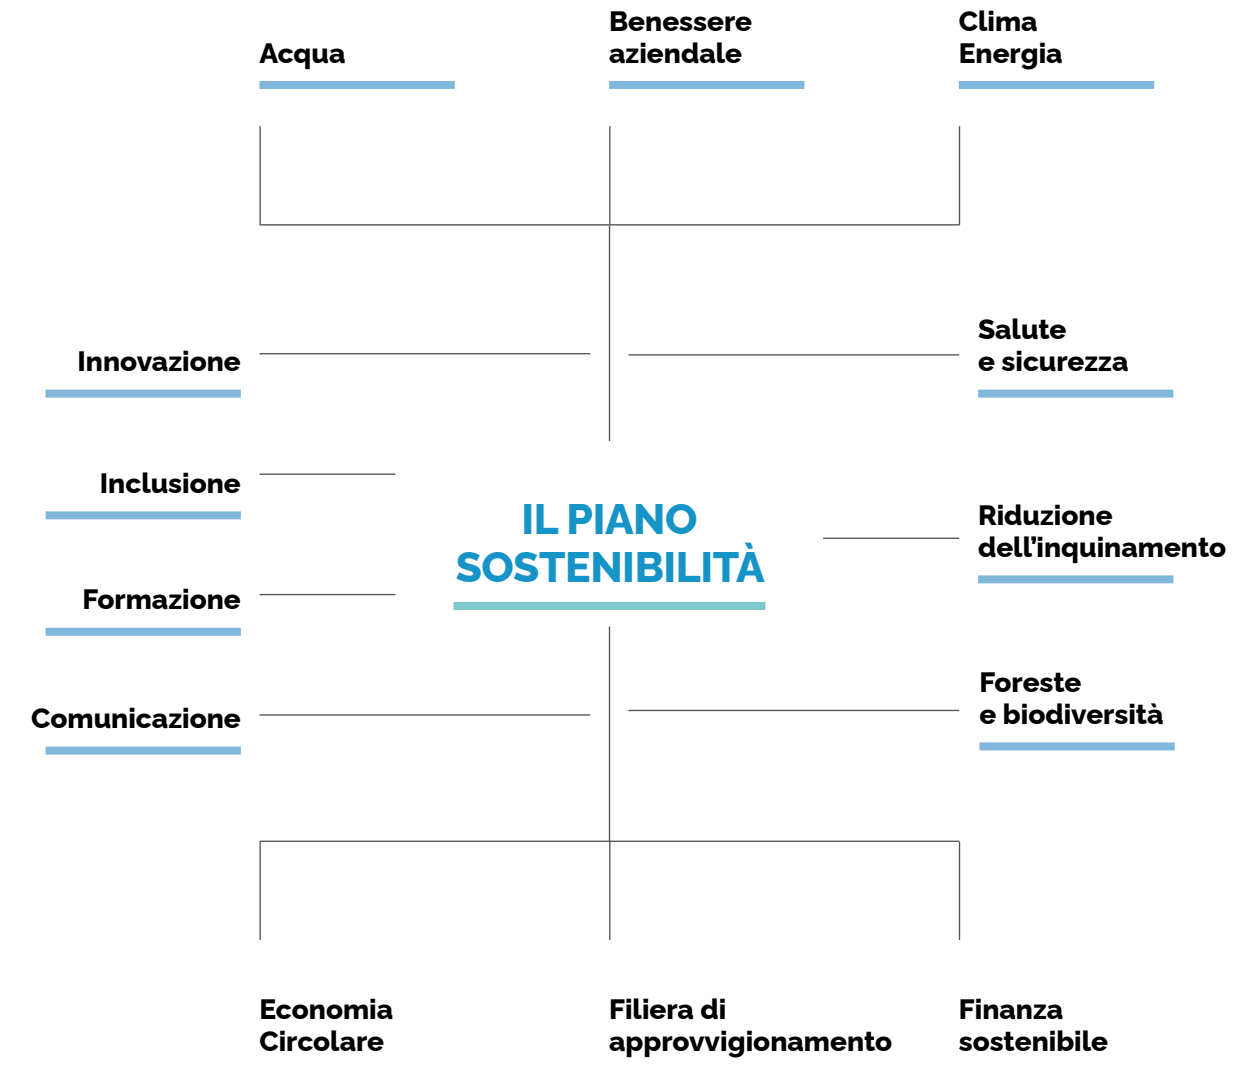 Acqua
Benessere
aziendale
Clima
Energia
Innovazione
Salute
e sicurezza
Inclusione
IL PIANO
SOSTENIBILITÀ
Riduzione
dell'inquinamento
Formazione
Comunicazione
Foreste
e biodiversità
Economia
Circolare
Filiera di
approvvigionamento
Finanza
sostenibile